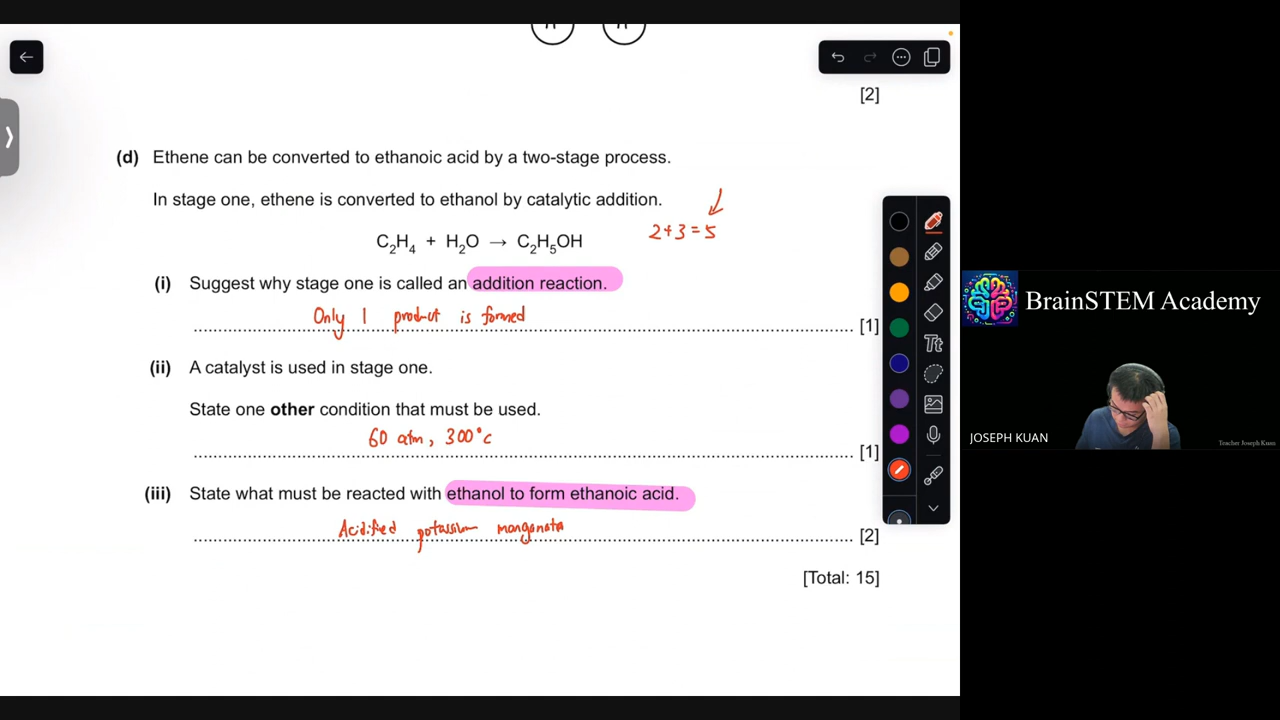 [2]
(d) Ethene can be converted to ethanoic acid by a two-stage process.
In stage one, ethene is converted to ethanol by catalytic addition.
2+3=5
C₂H₄ + H₂O → C₂H₅OH
(i) Suggest why stage one is called an addition reaction.
Only 1 product is formed
[1]
(ii) A catalyst is used in stage one.
State one other condition that must be used.
60 atm, 300°c
[1]
(iii) State what must be reacted with ethanol to form ethanoic acid.
Acidified potassium manganate
[2]
[Total: 15]
Tt
BrainSTEM Academy
JOSEPH KUAN
Teacher Joseph Kuan